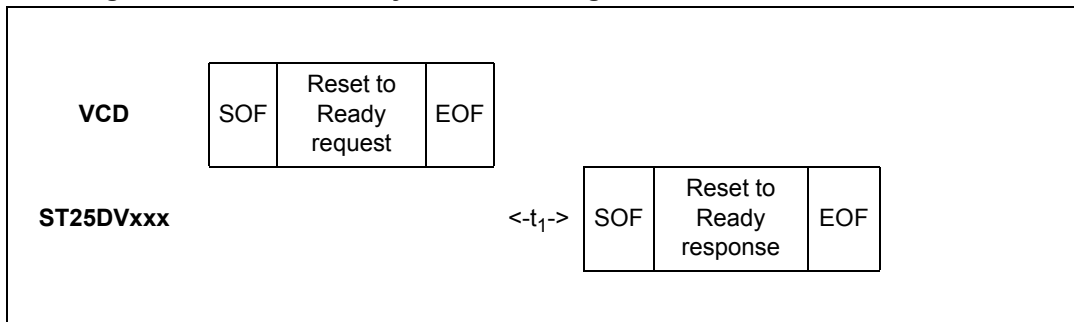 VCD
SOF
Reset to
Ready
request
EOF
ST25DVxxx
<-t₁->
SOF
Reset to
Ready
response
EOF